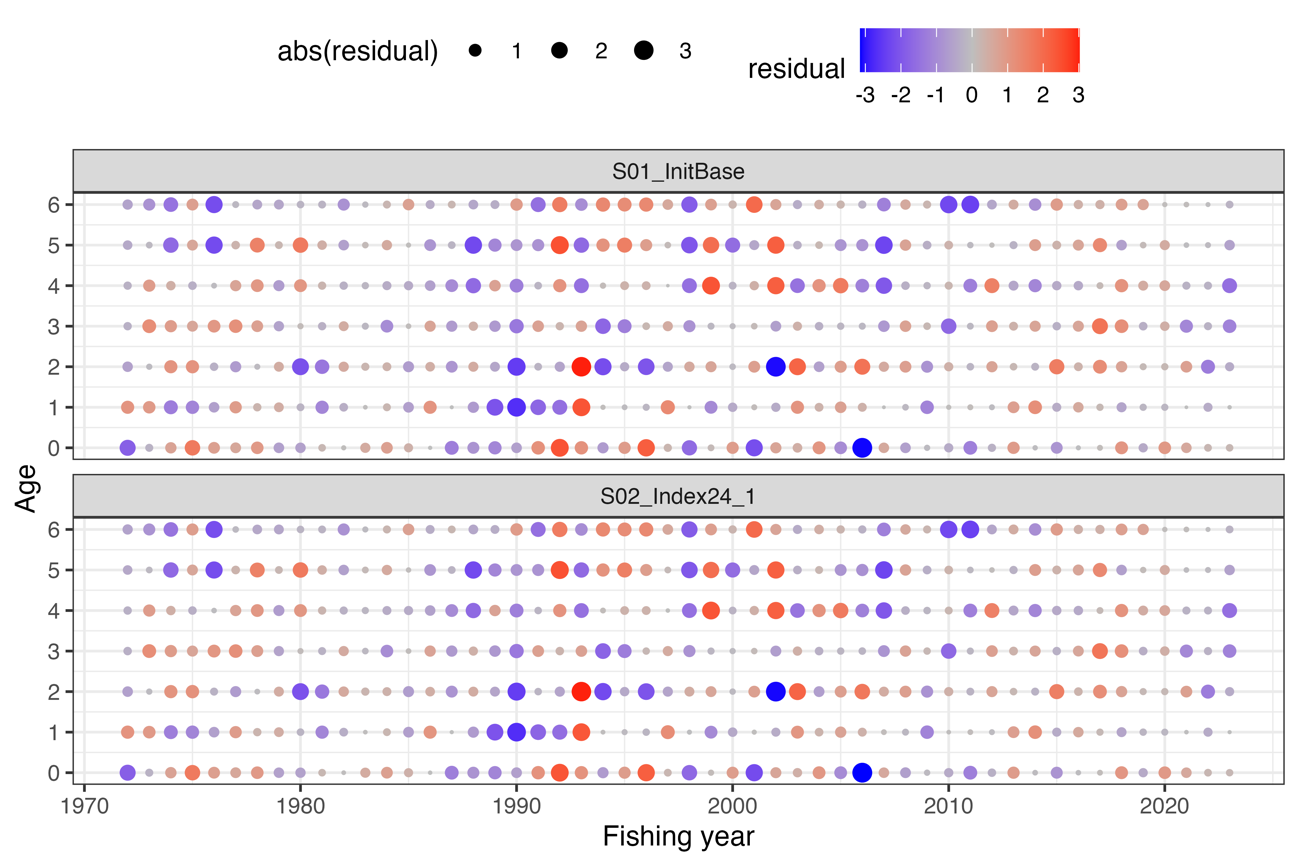 abs(residual) 1 2 3
residual
-3 -2 -1 0 1 2 3
S01_InitBase
6
5
4
3
2
1
0
Age
S02_Index24_1
6
5
4
3
2
1
0
1970 1980 1990 2000 2010 2020
Fishing year